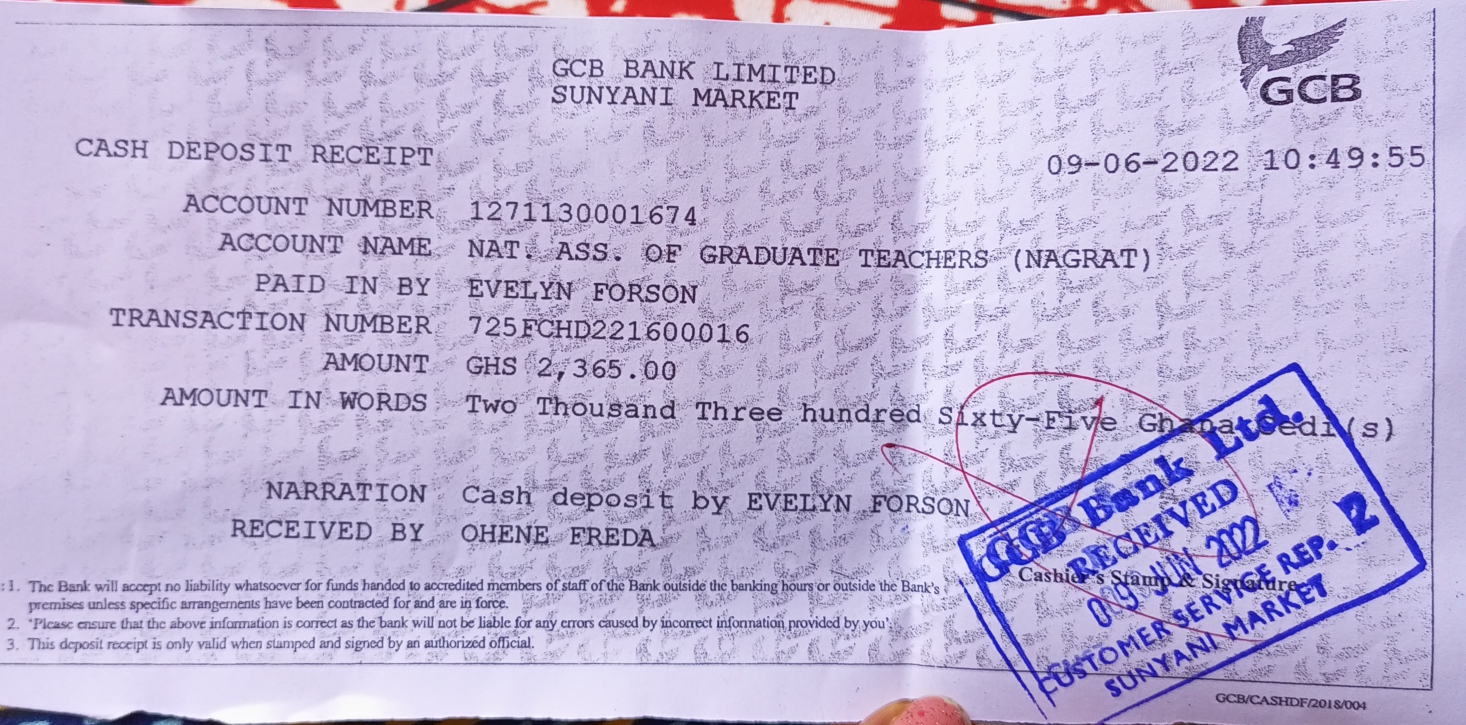 GCB BANK LIMITED
SUNYANI MARKET
GCB
CASH DEPOSIT RECEIPT
09-06-2022 10:49:55
ACCOUNT NUMBER 1271130001674
ACCOUNT NAME NAT. ASS. OF GRADUATE TEACHERS (NAGRAT)
PAID IN BY EVELYN FORSON
TRANSACTION NUMBER 725FCHD221600016
AMOUNT GHS 2,365.00
AMOUNT IN WORDS Two Thousand Three hundred Sixty-Five Ghana Cedi(s)
NARRATION Cash deposit by EVELYN FORSON
RECEIVED BY OHENE FREDA
GCB Bank Ltd.
RECEIVED
09 JUN 2022
CUSTOMER SERVICE REP. 2
SUNYANI MARKET
Cashier's Stamp & Signature
:1. The Bank will accept no liability whatsoever for funds handed to accredited members of staff of the Bank outside the banking hours or outside the Bank's
premises unless specific arrangements have been contracted for and are in force.
2. 'Please ensure that the above information is correct as the bank will not be liable for any errors caused by incorrect information provided by you'.
3. This deposit receipt is only valid when stamped and signed by an authorized official.
GCB/CASHDF/2018/004